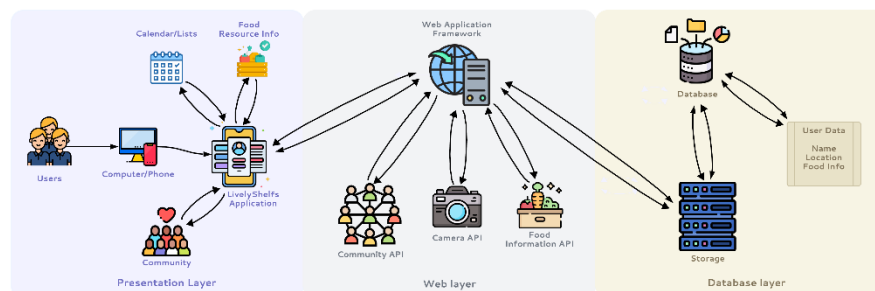 Calendar/Lists
Food
Resource Info
Users
Computer/Phone
LivelyShelfs
Application
Community
Presentation Layer
Web Application
Framework
Community API
Camera API
Food
Information API
Web layer
Database
User Data
Name
Location
Food Info
Storage
Database layer